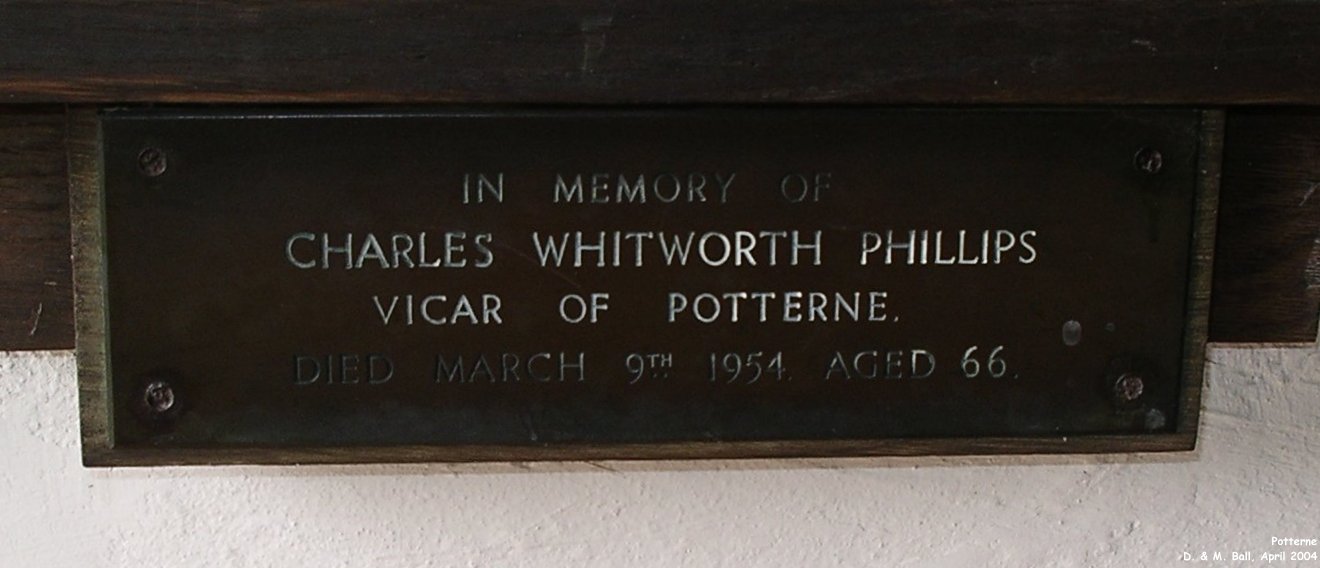 IN MEMORY OF
CHARLES WHITWORTH PHILLIPS
VICAR OF POTTERNE.
DIED MARCH 9TH 1954. AGED 66.
Potterne
D. & M. Ball, April 2004